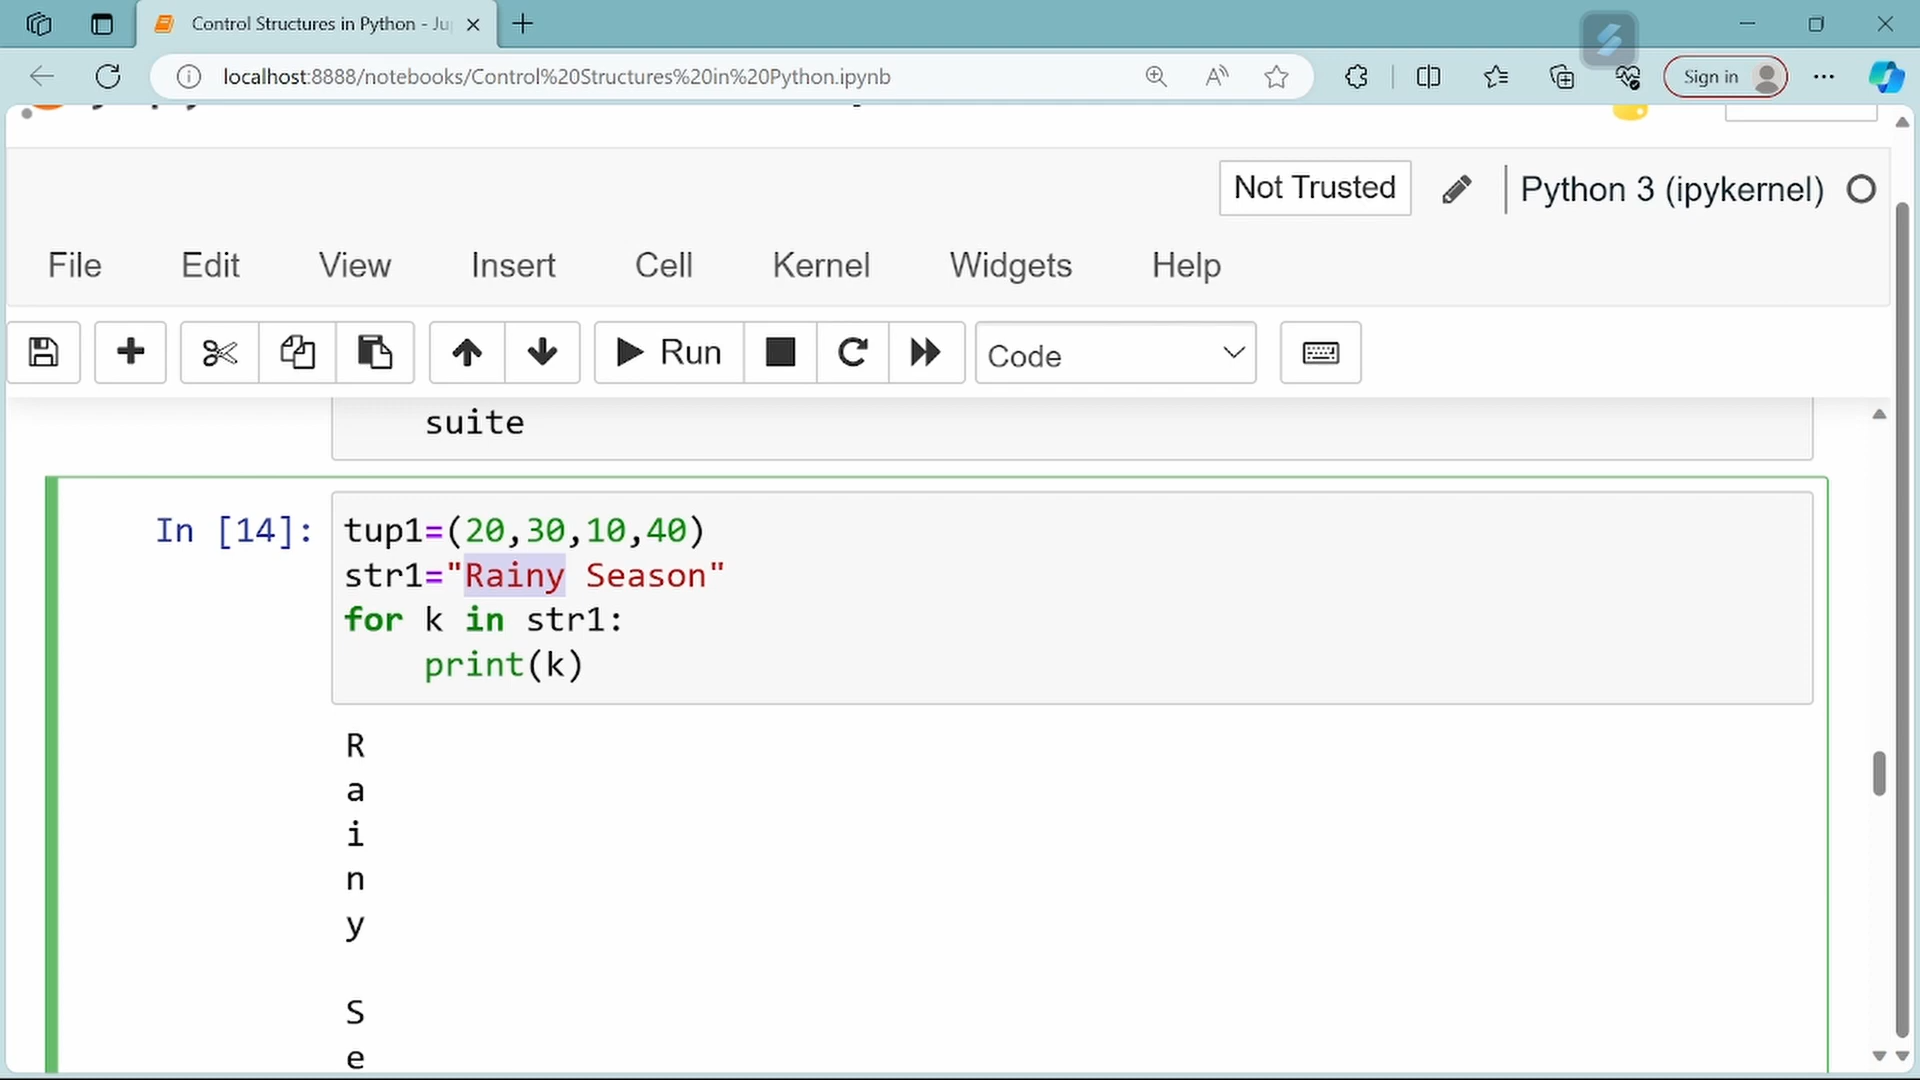 Control Structures in Python - Ju
localhost:8888/notebooks/Control%20Structures%20in%20Python.ipynb
Sign in
Not Trusted
Python 3 (ipykernel)
File Edit View Insert Cell Kernel Widgets Help
Run
Code
suite
In [14]:
tup1=(20,30,10,40)
str1="Rainy Season"
for k in str1:
    print(k)
R
a
i
n
y
S
e